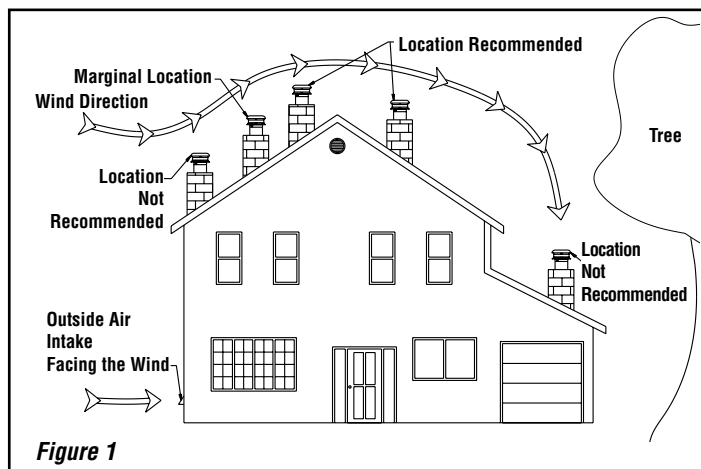 Location Recommended
Marginal Location
Wind Direction
Tree
Location
Not
Recommended
Location
Not
Recommended
Outside Air
Intake
Facing the Wind
Figure 1